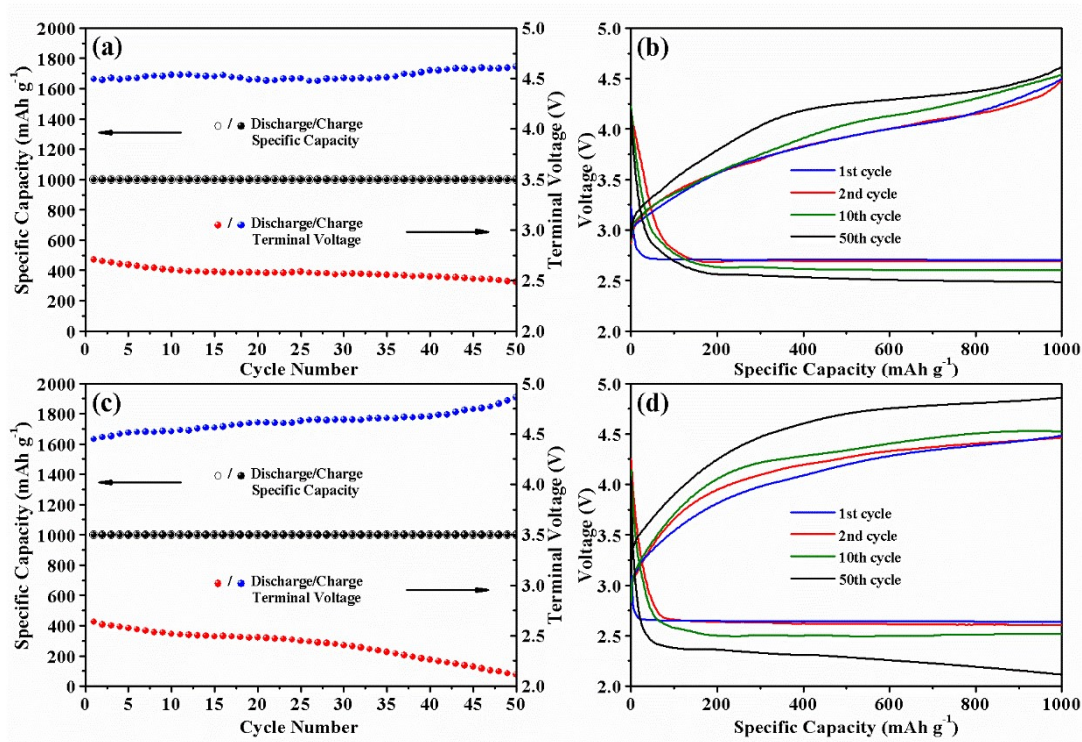 (a)
Specific Capacity (mAh g⁻¹)
2000
1800
1600
1400
1200
1000
800
600
400
200
0
○ / ● Discharge/Charge
Specific Capacity
● / ● Discharge/Charge
Terminal Voltage
5.0
4.5
4.0
3.5
3.0
2.5
2.0
Terminal Voltage (V)
0 5 10 15 20 25 30 35 40 45 50
Cycle Number
(b)
Voltage (V)
5.0
4.5
4.0
3.5
3.0
2.5
2.0
1st cycle
2nd cycle
10th cycle
50th cycle
0 200 400 600 800 1000
Specific Capacity (mAh g⁻¹)
(c)
Specific Capacity (mAh g⁻¹)
2000
1800
1600
1400
1200
1000
800
600
400
200
0
○ / ● Discharge/Charge
Specific Capacity
● / ● Discharge/Charge
Terminal Voltage
5.0
4.5
4.0
3.5
3.0
2.5
2.0
Terminal Voltage (V)
0 5 10 15 20 25 30 35 40 45 50
Cycle Number
(d)
Voltage (V)
5.0
4.5
4.0
3.5
3.0
2.5
2.0
1st cycle
2nd cycle
10th cycle
50th cycle
0 200 400 600 800 1000
Specific Capacity (mAh g⁻¹)